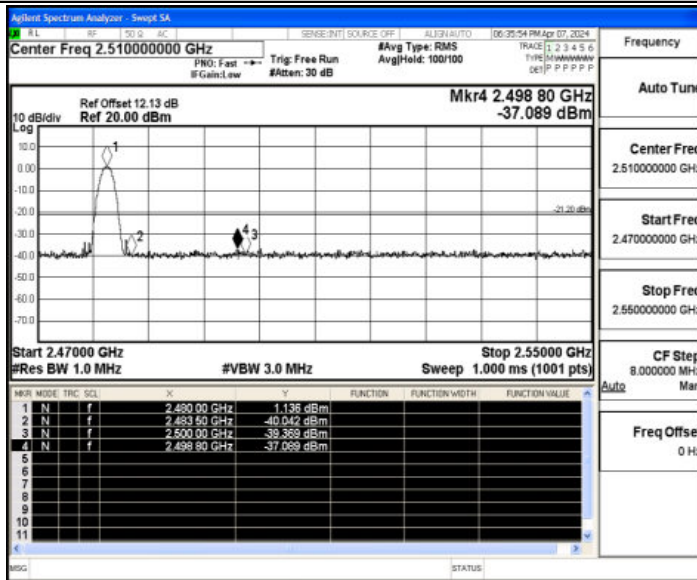 Agilent Spectrum Analyzer - Swept SA
RL RF 50 Ω AC SENSE:INT SOURCE OFF ALIGNAUTO 06:35:54 PM Apr 07, 2024
Center Freq 2.510000000 GHz
PNO: Fast
IFGain:Low
Trig: Free Run
#Atten: 30 dB
#Avg Type: RMS
Avg|Hold: 100/100
TRACE 1 2 3 4 5 6
TYPE MWWWWW
DET P P P P P P
Ref Offset 12.13 dB
Ref 20.00 dBm
10 dB/div
Log
Mkr4 2.498 80 GHz
-37.089 dBm
10.0
0.00
-10.0
-20.0
-30.0
-40.0
-50.0
-60.0
-70.0
1
2
4
3
-21.20 dBm
Start 2.47000 GHz Stop 2.55000 GHz
#Res BW 1.0 MHz #VBW 3.0 MHz Sweep 1.000 ms (1001 pts)
MKR MODE TRC SCL X Y FUNCTION FUNCTION WIDTH FUNCTION VALUE
1 N f 2.480 00 GHz 1.136 dBm
2 N f 2.483 50 GHz -40.042 dBm
3 N f 2.500 00 GHz -39.369 dBm
4 N f 2.498 80 GHz -37.089 dBm
5
6
7
8
9
10
11
MSG STATUS
Frequency
Auto Tune
Center Freq
2.510000000 GHz
Start Freq
2.470000000 GHz
Stop Freq
2.550000000 GHz
CF Step
8.000000 MHz
Auto Man
Freq Offset
0 Hz